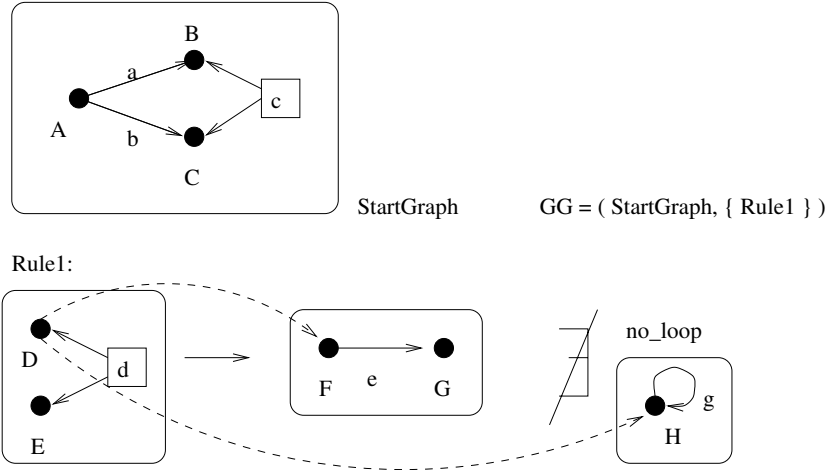 B
a
c
A
b
C
StartGraph
GG = ( StartGraph, { Rule1 } )
Rule1:
no_loop
D
d
F
e
G
g
E
H